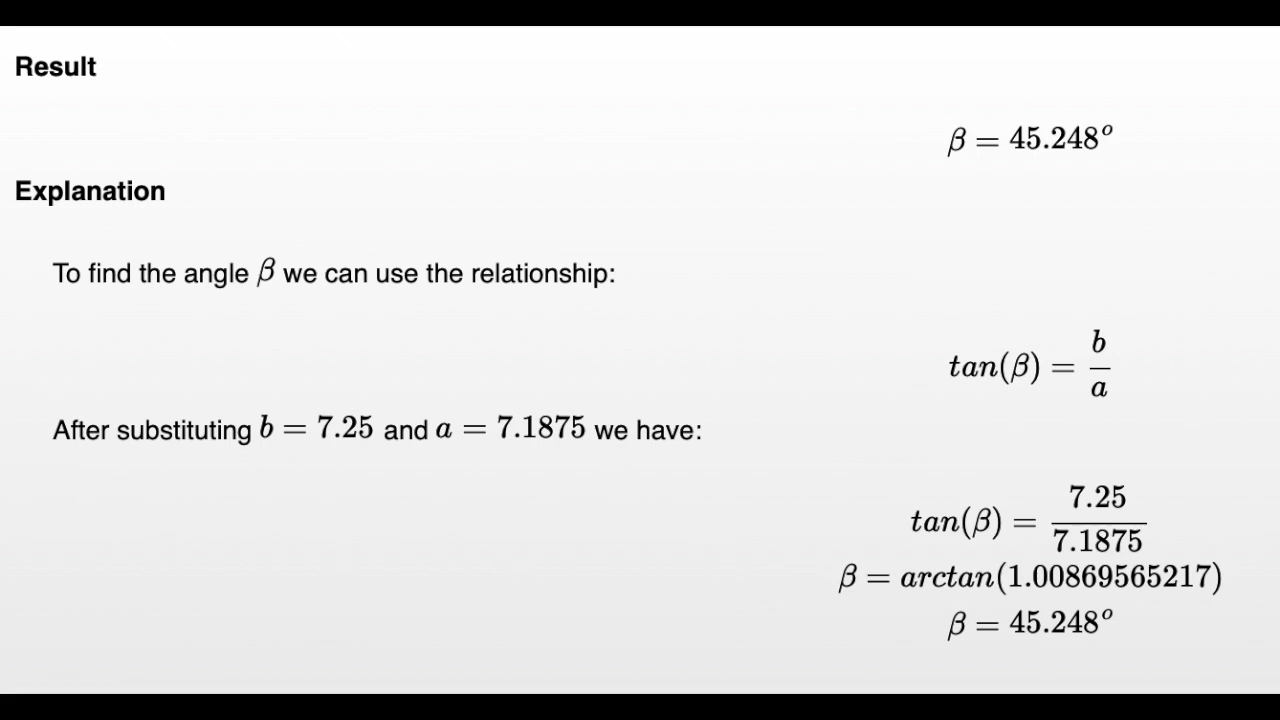 Result
β = 45.248°
Explanation
To find the angle β we can use the relationship:
tan(β) = b/a
After substituting b = 7.25 and a = 7.1875 we have:
tan(β) = 7.25/7.1875
β = arctan(1.00869565217)
β = 45.248°